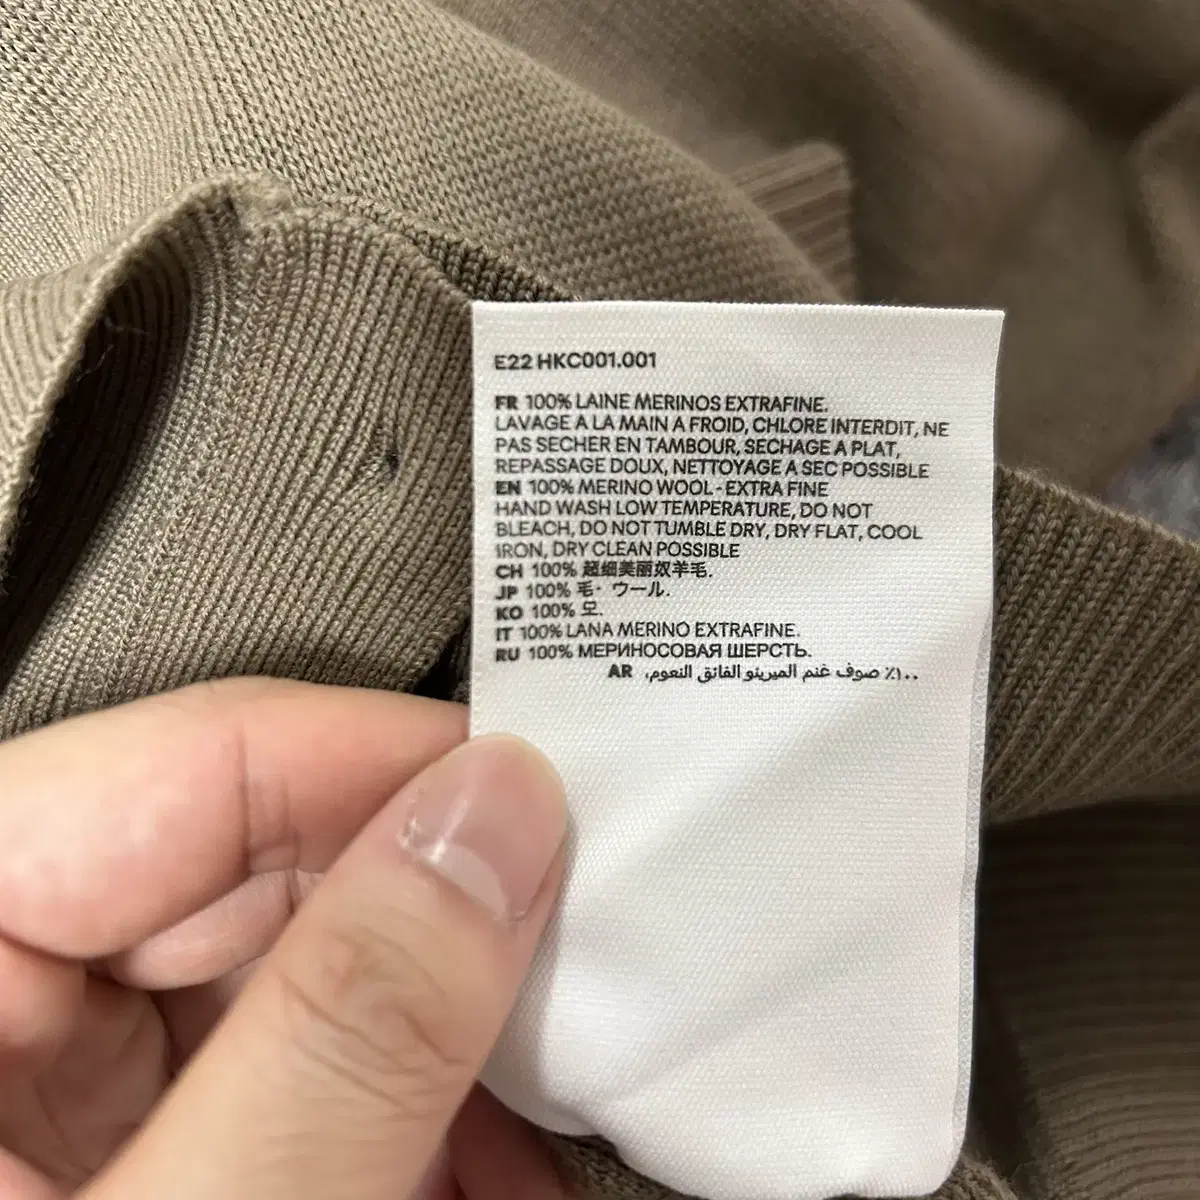 E22 HKC001.001
FR 100% LAINE MERINOS EXTRAFINE.
LAVAGE A LA MAIN A FROID, CHLORE INTERDIT, NE
PAS SECHER EN TAMBOUR, SECHAGE A PLAT,
REPASSAGE DOUX, NETTOYAGE A SEC POSSIBLE
EN 100% MERINO WOOL - EXTRA FINE
HAND WASH LOW TEMPERATURE, DO NOT
BLEACH, DO NOT TUMBLE DRY, DRY FLAT, COOL
IRON, DRY CLEAN POSSIBLE
CH 100% 超细美丽奴羊毛.
JP 100% 毛・ウール.
KO 100% 모.
IT 100% LANA MERINO EXTRAFINE.
RU 100% МЕРИНОСОВАЯ ШЕРСТЬ.
AR ١٠٠٪ صوف غنم الميرينو الفائق النعوم،